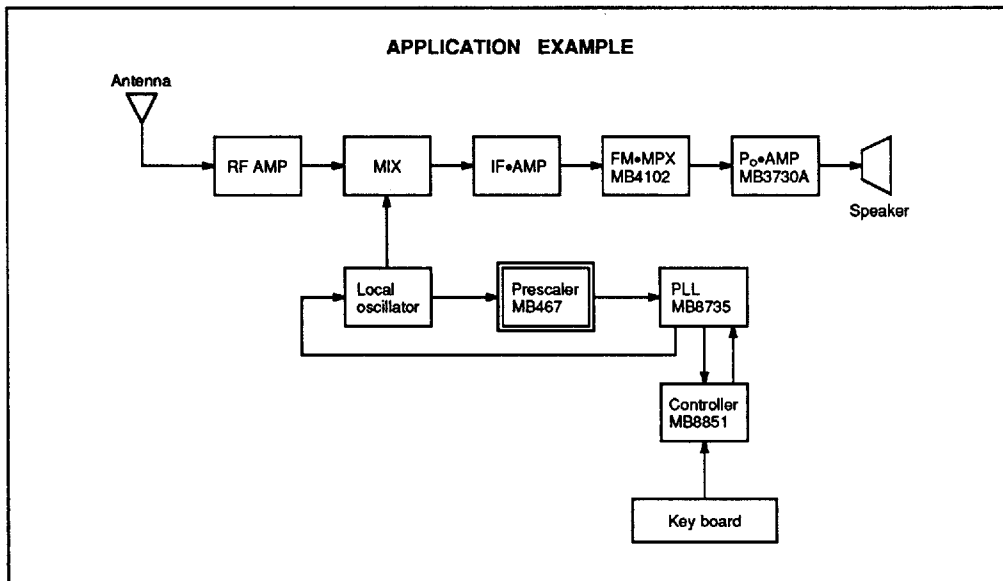 APPLICATION EXAMPLE
Antenna
RF AMP
MIX
IF•AMP
FM•MPX
MB4102
Po•AMP
MB3730A
Speaker
Local
oscillator
Prescaler
MB467
PLL
MB8735
Controller
MB8851
Key board